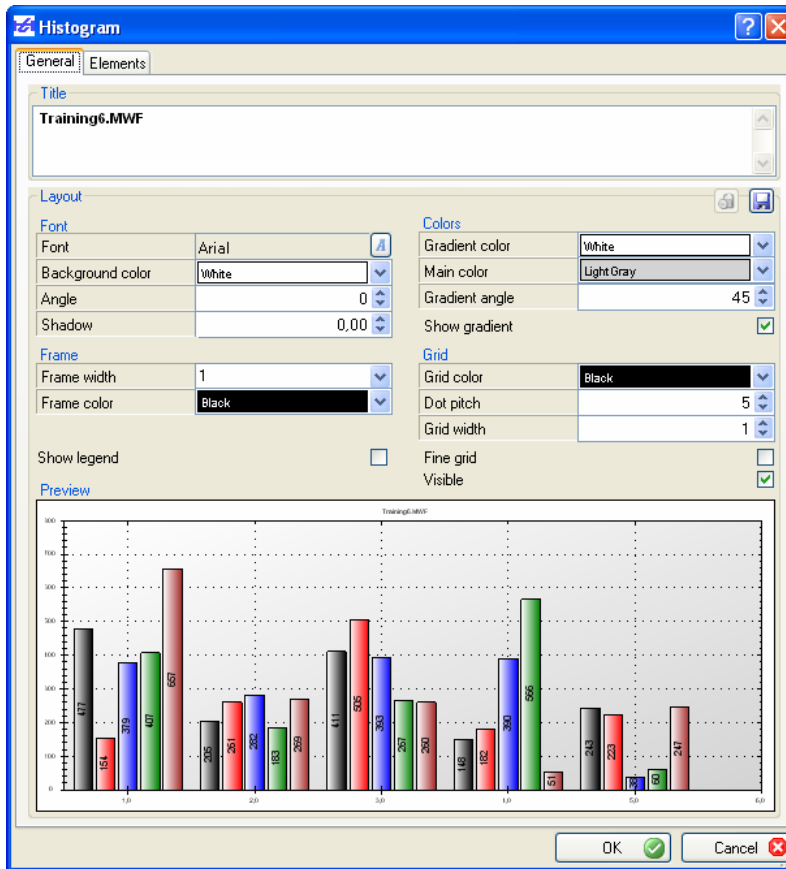 Histogram
General Elements
Title
Training6.MWF
Layout
Font
Font Arial A
Background color White
Angle 0
Shadow 0,00
Colors
Gradient color White
Main color Light Gray
Gradient angle 45
Show gradient
Frame
Frame width 1
Frame color Black
Grid
Grid color Black
Dot pitch 5
Grid width 1
Show legend
Fine grid
Visible
Preview
Training6.MWF
100
0
477 154 379 407 657
205 261 282 183 269
411 505 393 267 260
148 182 390 566 51
243 223 38 60 247
1,0 2,0 3,0 5,0 6,0
OK Cancel